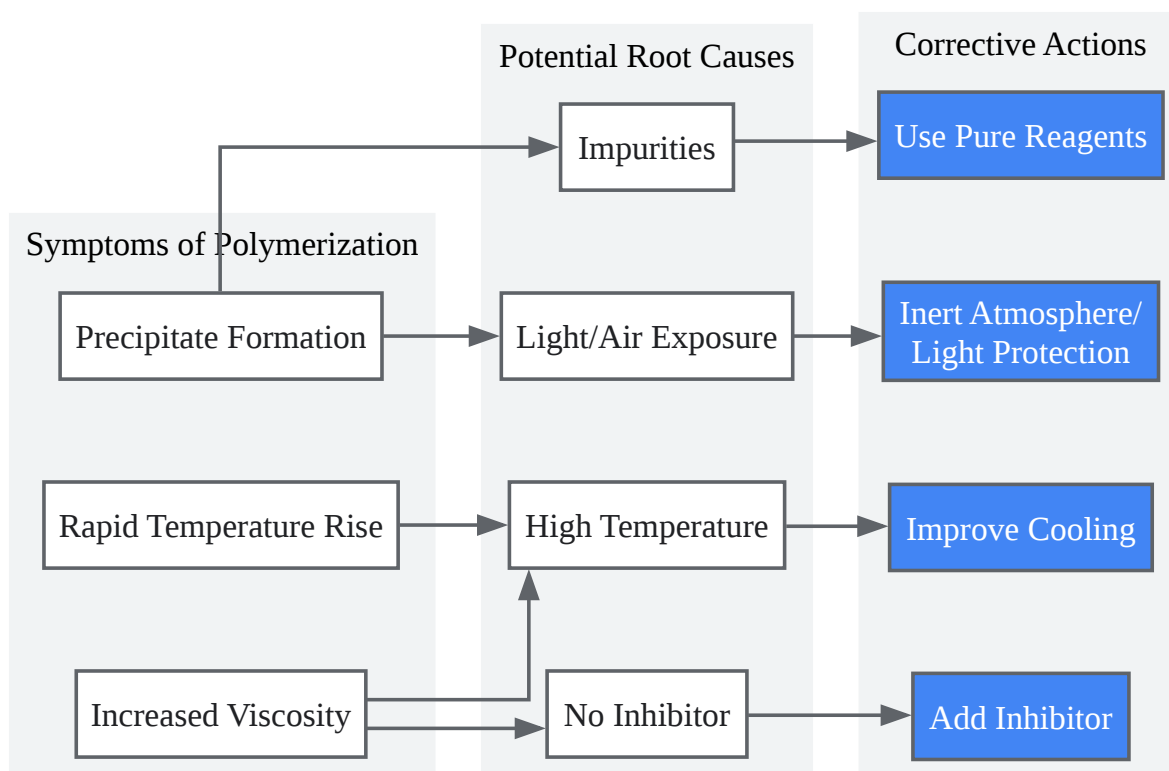 Symptoms of Polymerization
Precipitate Formation
Rapid Temperature Rise
Increased Viscosity
Potential Root Causes
Impurities
Light/Air Exposure
High Temperature
No Inhibitor
Corrective Actions
Use Pure Reagents
Inert Atmosphere/
Light Protection
Improve Cooling
Add Inhibitor